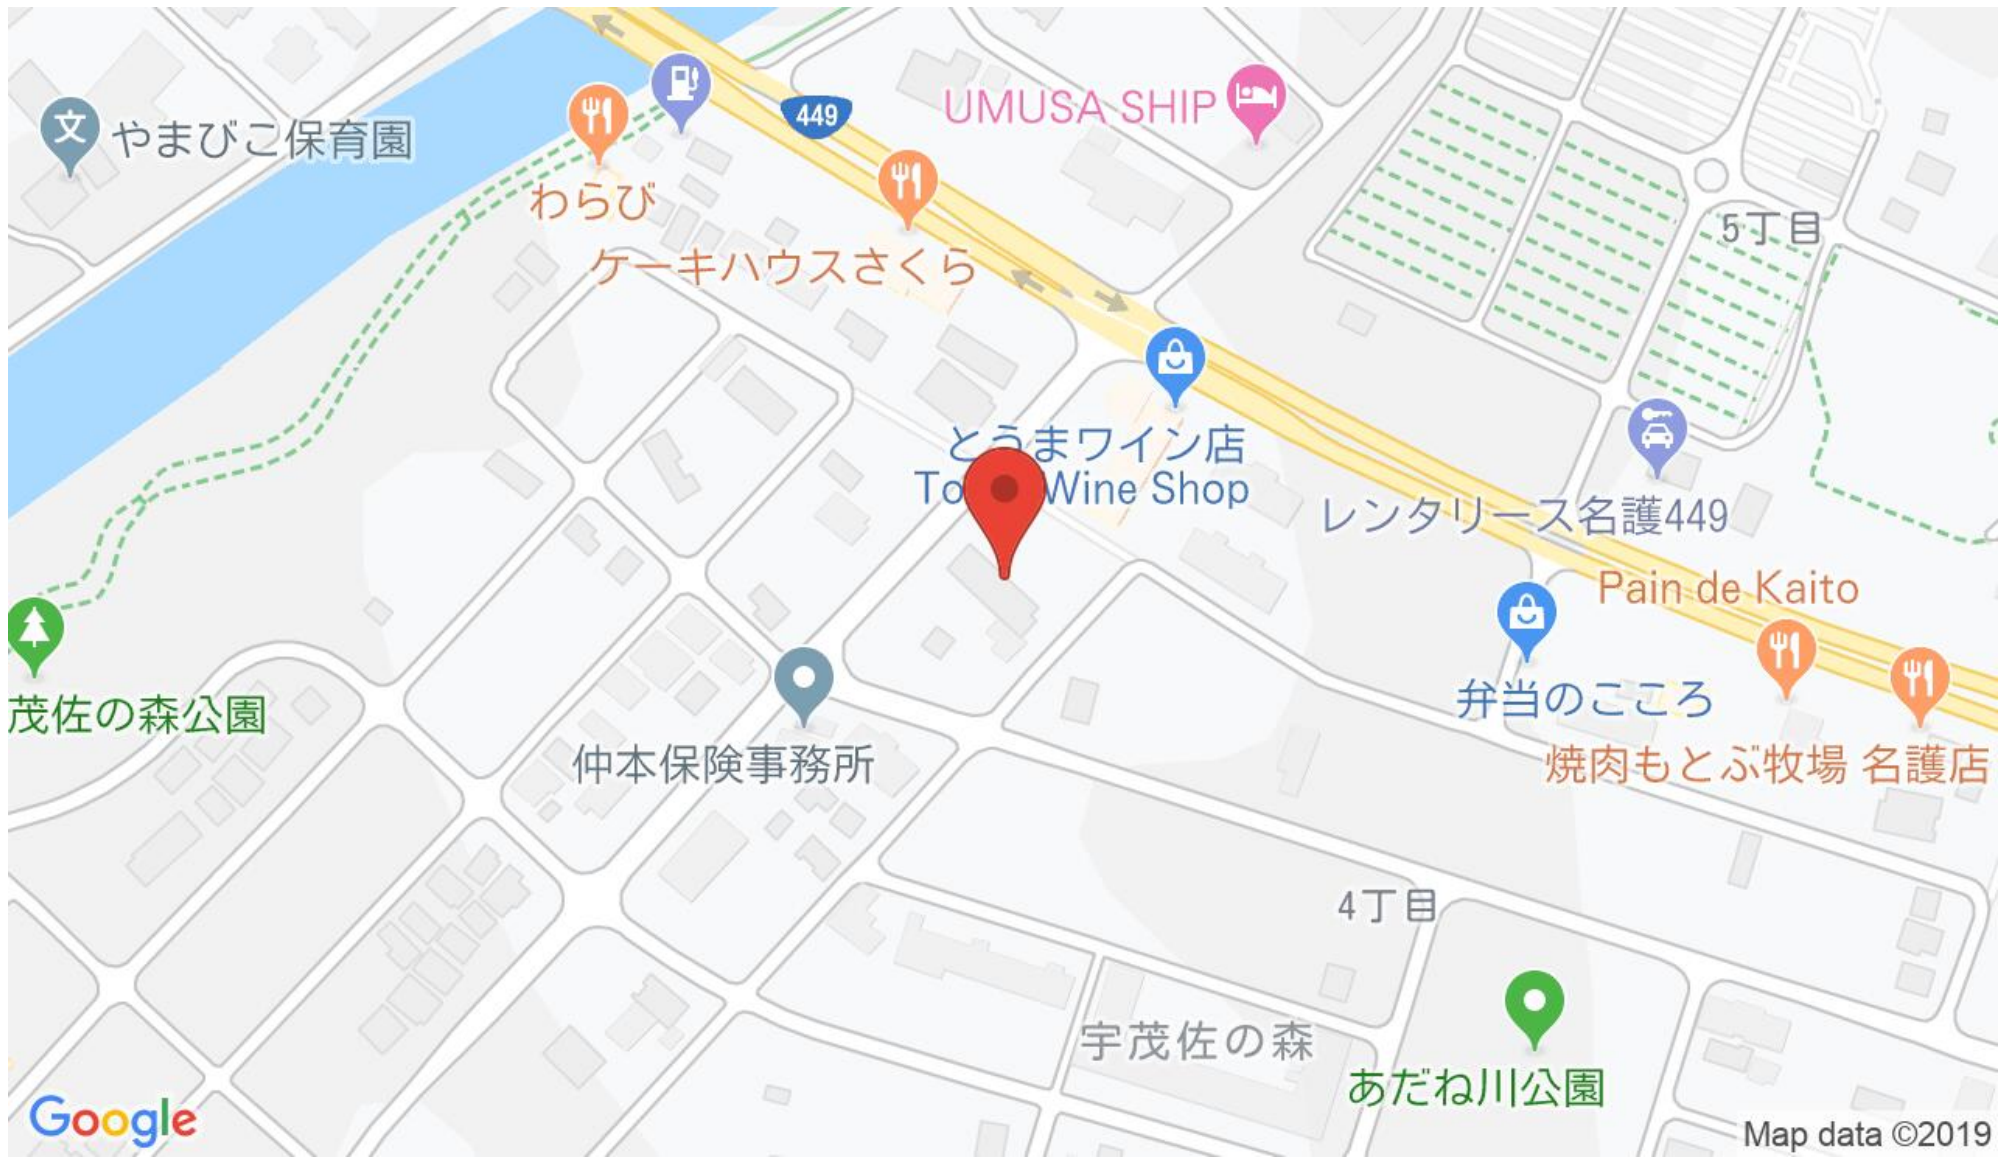 449
UMUSA SHIP
文
やまびこ保育園
わらび
5丁目
ケーキハウスさくら
とうまワイン店
To Wine Shop
レンタリース名護449
Pain de Kaito
茂佐の森公園
弁当のこころ
仲本保険事務所
焼肉もとぶ牧場 名護店
4丁目
宇茂佐の森
あだね川公園
Google
Map data ©2019